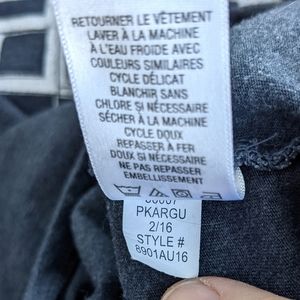 RETOURNER LE VÊTEMENT
LAVER À LA MACHINE
À L'EAU FROIDE AVEC
COULEURS SIMILAIRES
CYCLE DÉLICAT
BLANCHIR SANS
CHLORE SI NÉCESSAIRE
SÉCHER À LA MACHINE
CYCLE DOUX
REPASSER À FER
DOUX SI NÉCESSAIRE
NE PAS REPASSER
EMBELLISSEMENT
PKARGU
2/16
STYLE #
8901AU16